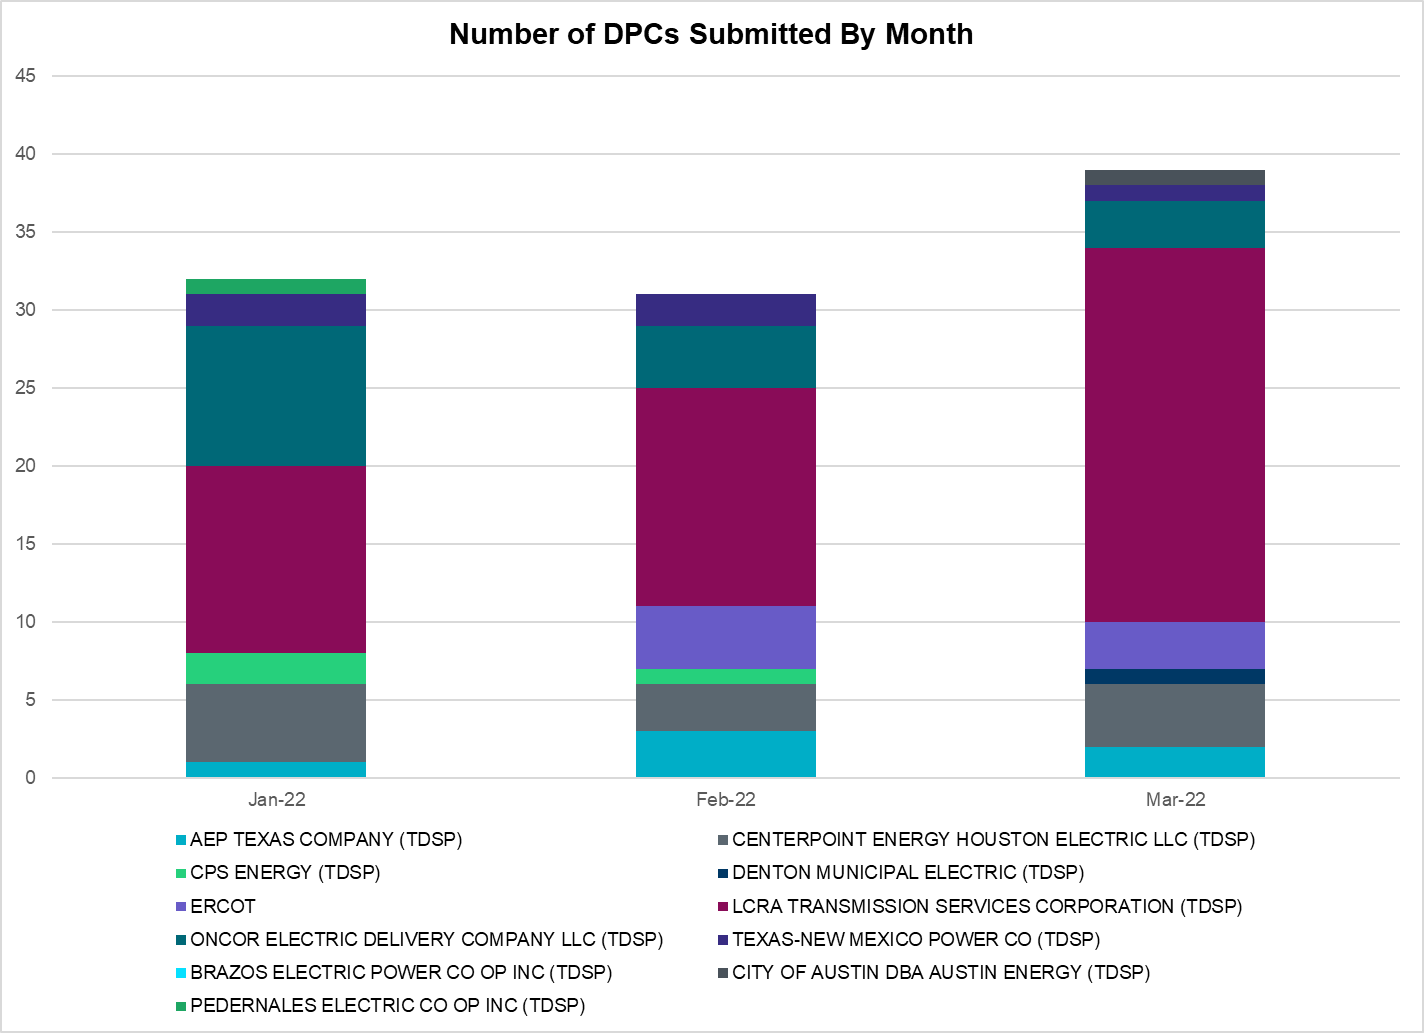 Number of DPCs Submitted By Month
45
40
35
30
25
20
15
10
5
0
Jan-22 Feb-22 Mar-22
AEP TEXAS COMPANY (TDSP) CENTERPOINT ENERGY HOUSTON ELECTRIC LLC (TDSP)
CPS ENERGY (TDSP) DENTON MUNICIPAL ELECTRIC (TDSP)
ERCOT LCRA TRANSMISSION SERVICES CORPORATION (TDSP)
ONCOR ELECTRIC DELIVERY COMPANY LLC (TDSP) TEXAS-NEW MEXICO POWER CO (TDSP)
BRAZOS ELECTRIC POWER CO OP INC (TDSP) CITY OF AUSTIN DBA AUSTIN ENERGY (TDSP)
PEDERNALES ELECTRIC CO OP INC (TDSP)